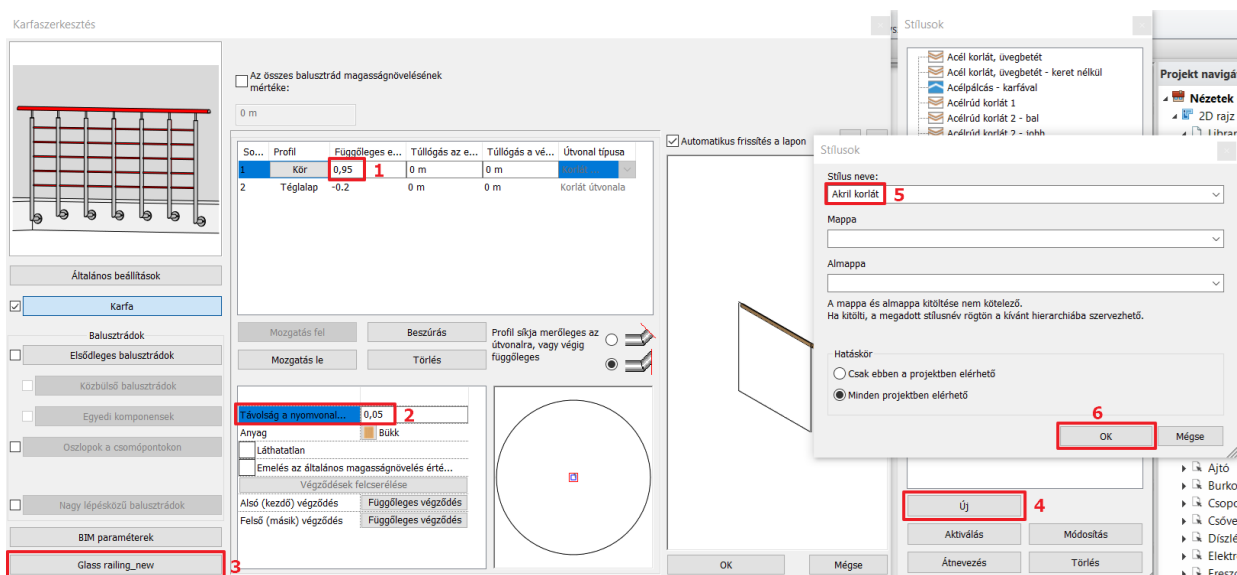 Karfaszerkesztés
Általános beállítások
Karfa
Balusztrádok
Elsődleges balusztrádok
Közbülső balusztrádok
Egyedi komponensek
Oszlopok a csomópontokon
Nagy lépésközű balusztrádok
BIM paraméterek
Glass railing_new
3
Az összes balusztrád magasságnövelésének
mértéke:
0 m
So... Profil Függőleges e... Túllógás az e... Túllógás a vé... Útvonal típusa
1 Kör 0,95 1 0 m 0 m
2 Téglalap -0.2 0 m 0 m Korlát útvonala
Mozgatás fel Beszúrás
Mozgatás le Törlés
Profil síkja merőleges az
útvonalra, vagy végig
függőleges
Távolság a nyomvonal... 0,05 2
Anyag Bükk
Láthatatlan
Emelés az általános magasságnövelés érté...
Végződések felcserélése
Alsó (kezdő) végződés Függőleges végződés
Felső (másik) végződés Függőleges végződés
Automatikus frissítés a lapon
OK Mégse
Stílusok
Acél korlát, üvegbetét
Acél korlát, üvegbetét - keret nélkül
Acélpálcás - karfával
Acélrúd korlát 1
Acélrúd korlát 2 - bal
Acélrúd korlát 2 - jobb
Stílusok
Stílus neve:
Akril korlát 5
Mappa
Almappa
A mappa és almappa kitöltése nem kötelező.
Ha kitölti, a megadott stílusnév rögtön a kívánt hierarchiába szervezhető.
Hatáskör
Csak ebben a projektben elérhető
Minden projektben elérhető
6
OK Mégse
Új 4
Aktiválás Módosítás
Átnevezés Törlés
Projekt navigá
Nézetek
2D rajz
Librar
Ajtó
Burko
Csopo
Csőve
Díszlé
Elektr
Eresz